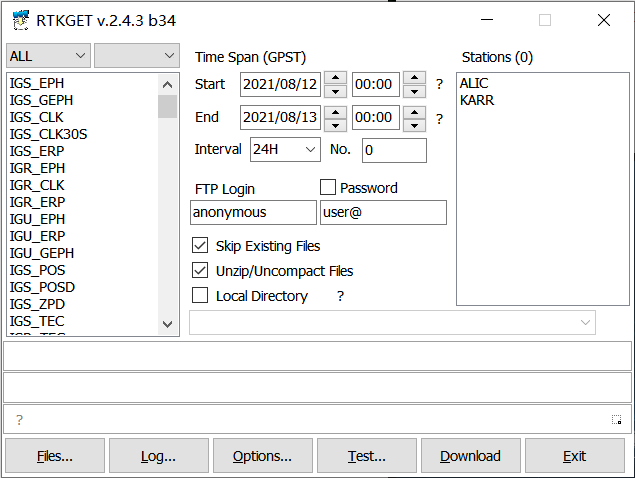 RTKGET v.2.4.3 b34
ALL
Time Span (GPST)
Stations (0)
IGS_EPH
IGS_GEPH
IGS_CLK
IGS_CLK30S
IGS_ERP
IGR_EPH
IGR_CLK
IGR_ERP
IGU_EPH
IGU_ERP
IGU_GEPH
IGS_POS
IGS_POSD
IGS_ZPD
IGS_TEC
IGR_TEC
Start 2021/08/12 00:00 ?
End 2021/08/13 00:00 ?
Interval 24H No. 0
FTP Login Password
anonymous user@
Skip Existing Files
Unzip/Uncompact Files
Local Directory ?
ALIC
KARR
?
Files... Log... Options... Test... Download Exit